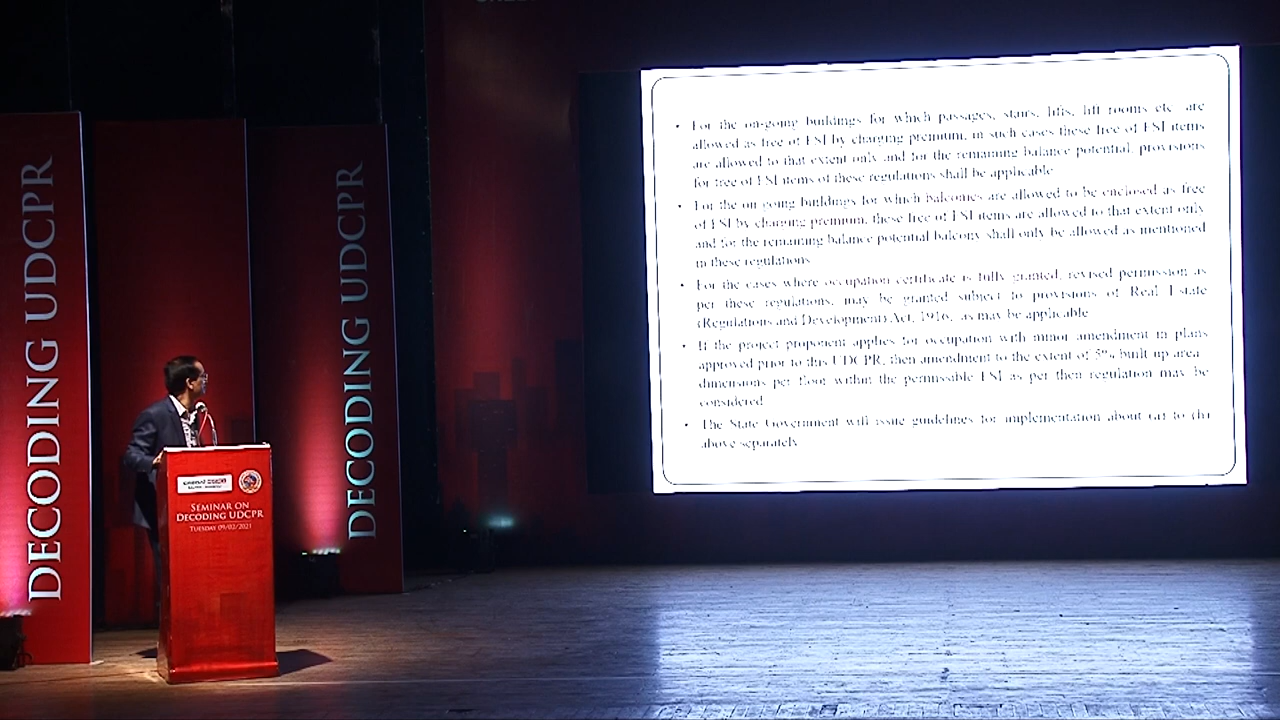 DECODING UDCPR
DECODING UDCPR
SEMINAR ON
DECODING UDCPR
TUESDAY 09/02/2021
• For the on-going buildings for which passages, stairs, lifts, lift rooms etc. are
allowed as free of FSI by charging premium, in such cases these free of FSI items
are allowed to that extent only and for the remaining balance potential, provisions
for free of FSI items of these regulations shall be applicable
• For the on going buildings for which balconies are allowed to be enclosed as free
of FSI by charging premium, these free of FSI items are allowed to that extent only
and for the remaining balance potential balcony shall only be allowed as mentioned
in these regulations
• For the cases where occupation certificate is fully granted, revised permission as
per these regulations, may be granted subject to provisions of Real Estate
(Regulations and Development) Act, as may be applicable
• If the project proponent applies for occupation with minor amendment in plans
approved prior to this UDCPR, then amendment to the extent of 5% built up area
dimensions per floor within the permissible FSI as per then regulation may be
considered
• The State Government will issue guidelines for implementation about to
above separately